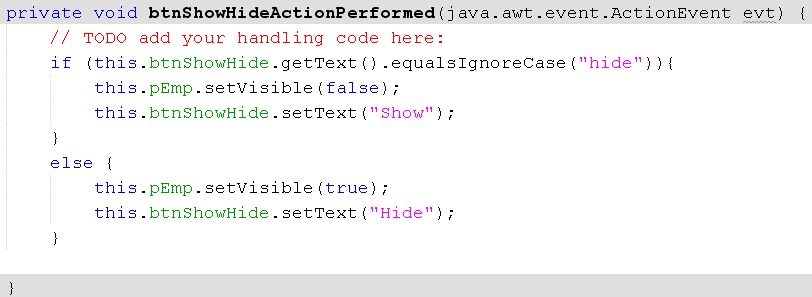 private void btnShowHideActionPerformed(java.awt.event.ActionEvent evt) {
// TODO add your handling code here:
if (this.btnShowHide.getText().equalsIgnoreCase("hide")){
this.pEmp.setVisible(false);
this.btnShowHide.setText("Show");
}
else {
this.pEmp.setVisible(true);
this.btnShowHide.setText("Hide");
}
}